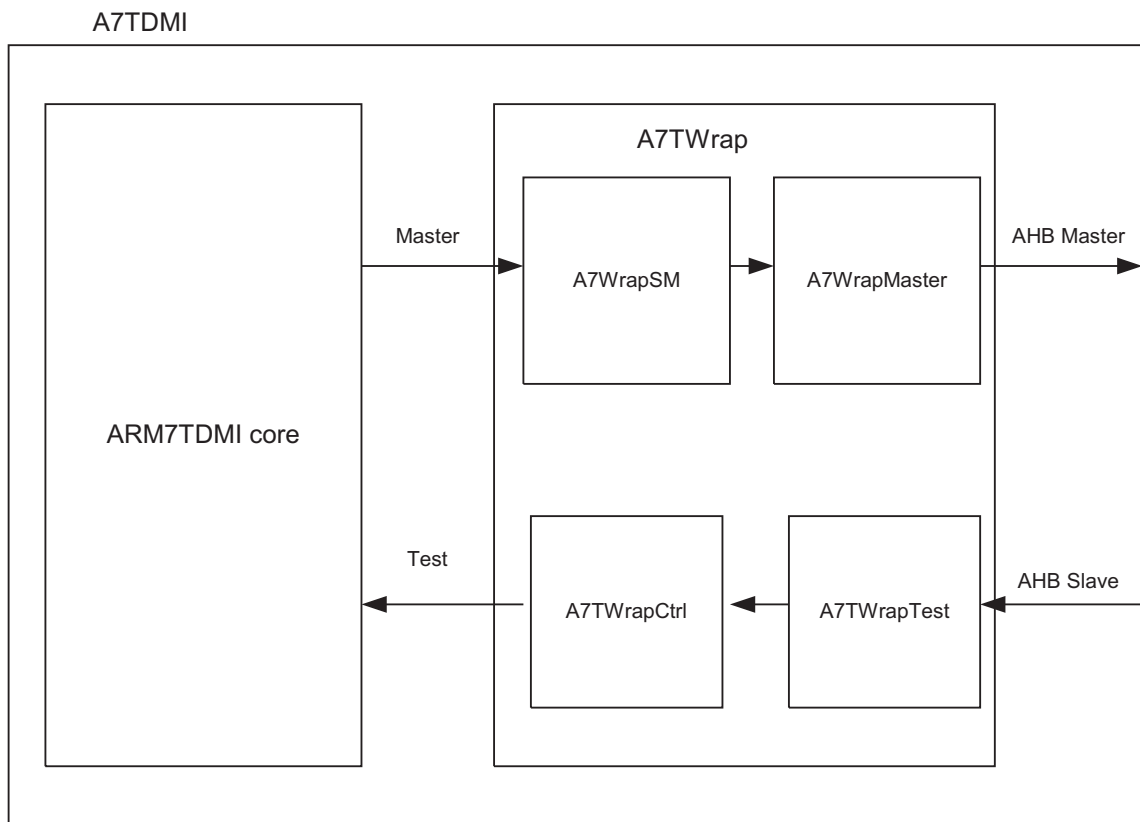 A7TDMI
A7TWrap
Master
A7WrapSM
A7WrapMaster
AHB Master
ARM7TDMI core
Test
A7TWrapCtrl
A7TWrapTest
AHB Slave